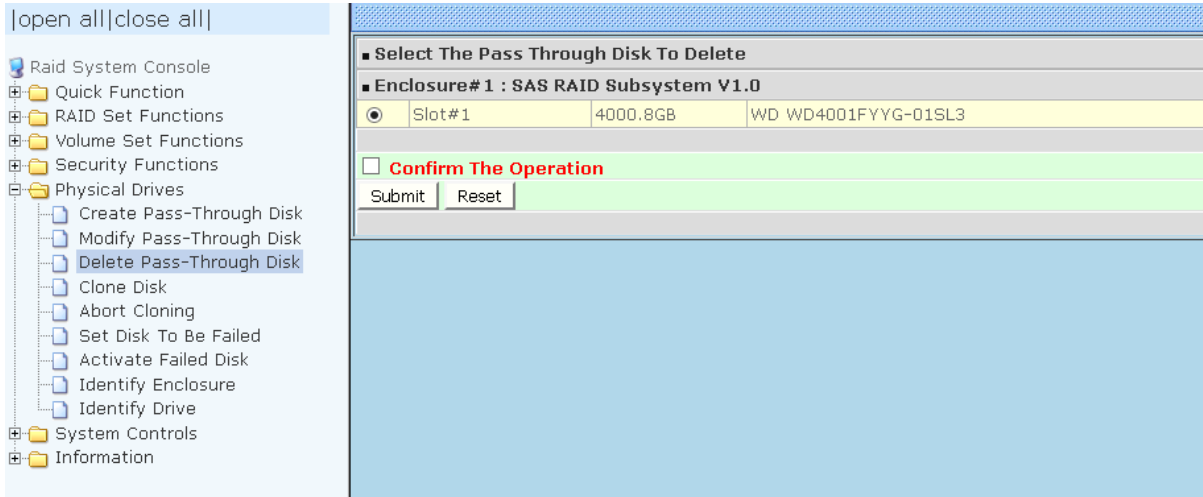 |open all|close all|
Raid System Console
Quick Function
RAID Set Functions
Volume Set Functions
Security Functions
Physical Drives
Create Pass-Through Disk
Modify Pass-Through Disk
Delete Pass-Through Disk
Clone Disk
Abort Cloning
Set Disk To Be Failed
Activate Failed Disk
Identify Enclosure
Identify Drive
System Controls
Information
Select The Pass Through Disk To Delete
Enclosure#1 : SAS RAID Subsystem V1.0
Slot#1 4000.8GB WD WD4001FYYG-01SL3
Confirm The Operation
Submit Reset